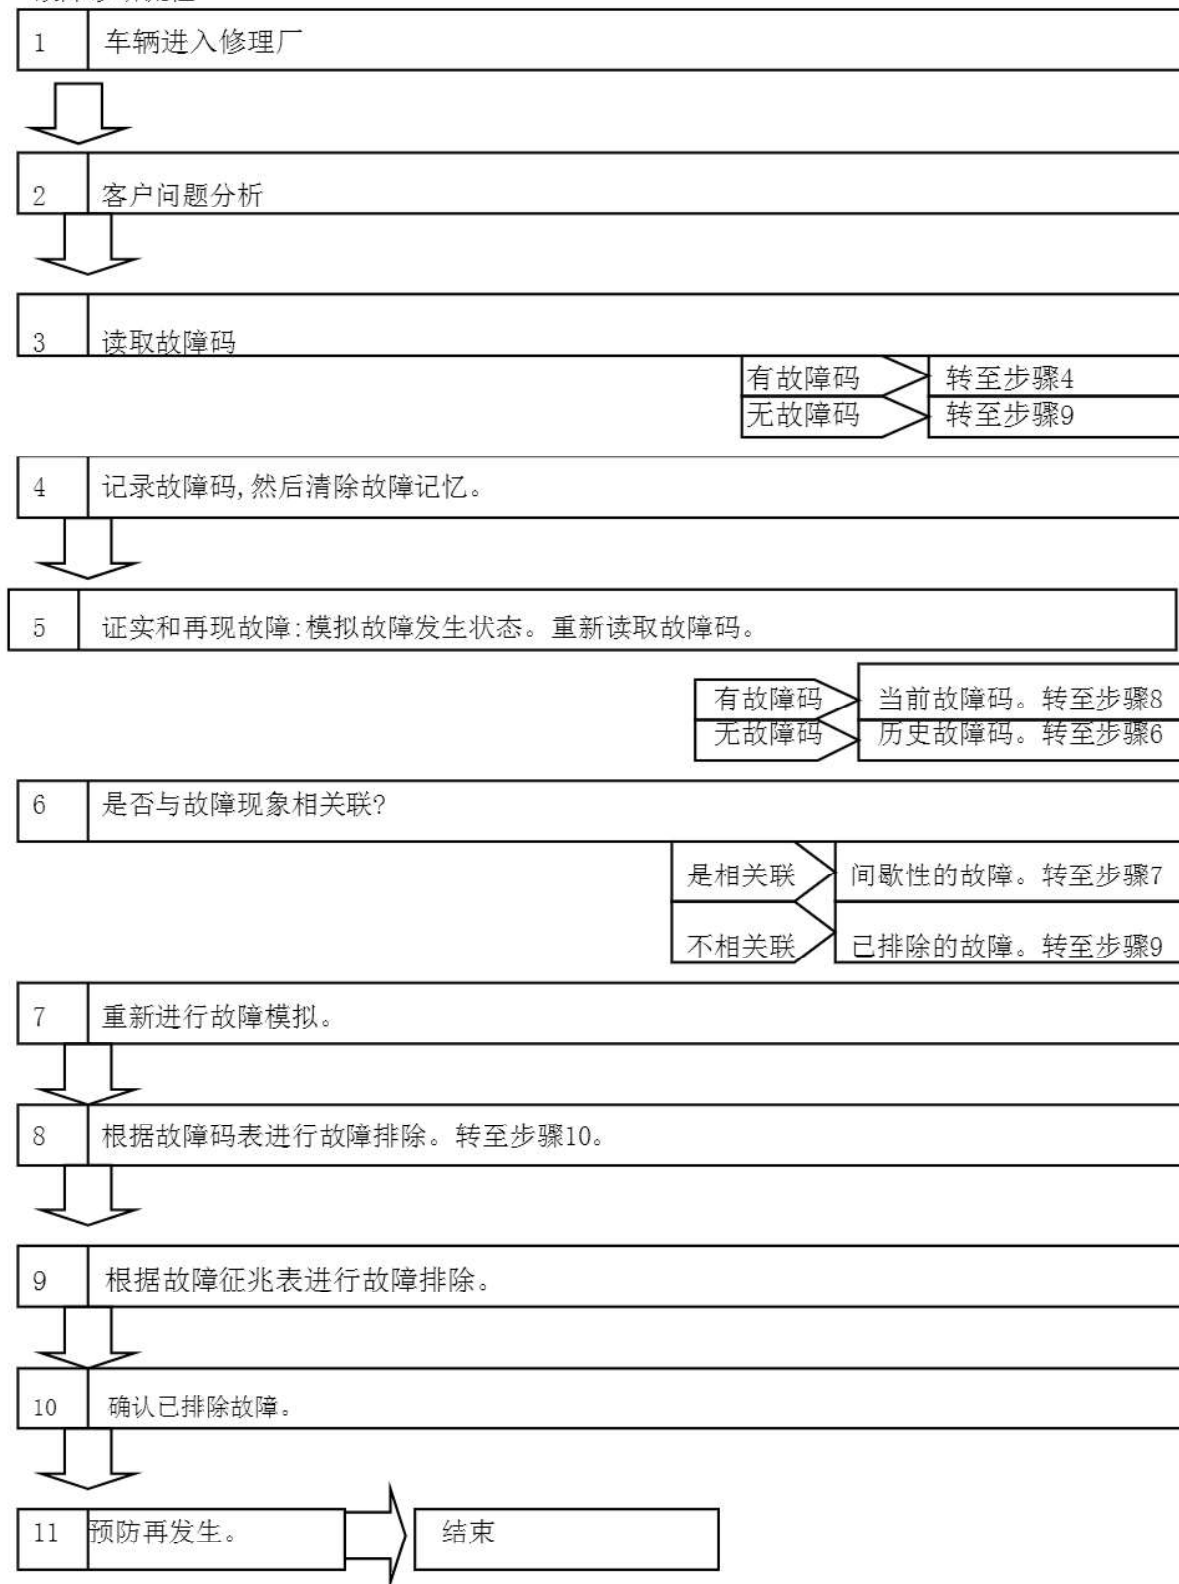 1 车辆进入修理厂
2 客户问题分析
3 读取故障码
有故障码 转至步骤4
无故障码 转至步骤9
4 记录故障码,然后清除故障记忆。
5 证实和再现故障:模拟故障发生状态。重新读取故障码。
有故障码 当前故障码。转至步骤8
无故障码 历史故障码。转至步骤6
6 是否与故障现象相关联?
是相关联 间歇性的故障。转至步骤7
不相关联 已排除的故障。转至步骤9
7 重新进行故障模拟。
8 根据故障码表进行故障排除。转至步骤10。
9 根据故障征兆表进行故障排除。
10 确认已排除故障。
11 预防再发生。 结束